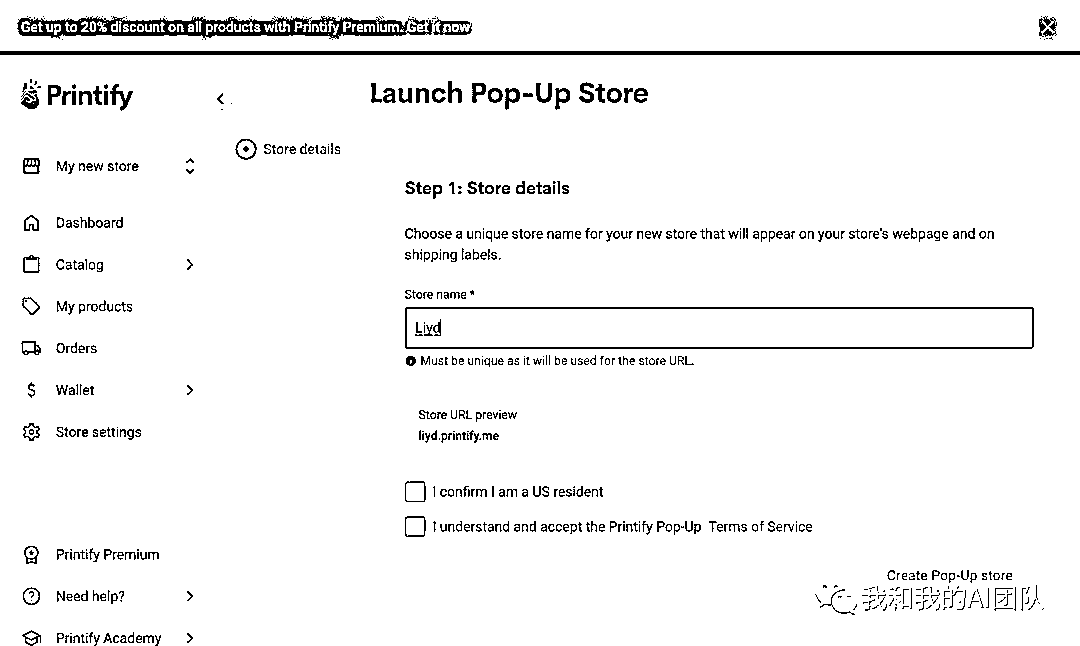 Get up to 20% discount on all products with Printify Premium. Get it now
Printify
My new store
Dashboard
Catalog
My products
Orders
Wallet
Store settings
Printify Premium
Need help?
Printify Academy
Store details
Launch Pop-Up Store
Step 1: Store details
Choose a unique store name for your new store that will appear on your store's webpage and on
shipping labels.
Store name *
Liyd
Must be unique as it will be used for the store URL.
Store URL preview
liyd.printify.me
I confirm I am a US resident
I understand and accept the Printify Pop-Up Terms of Service
Create Pop-Up store
我和我的AI团队